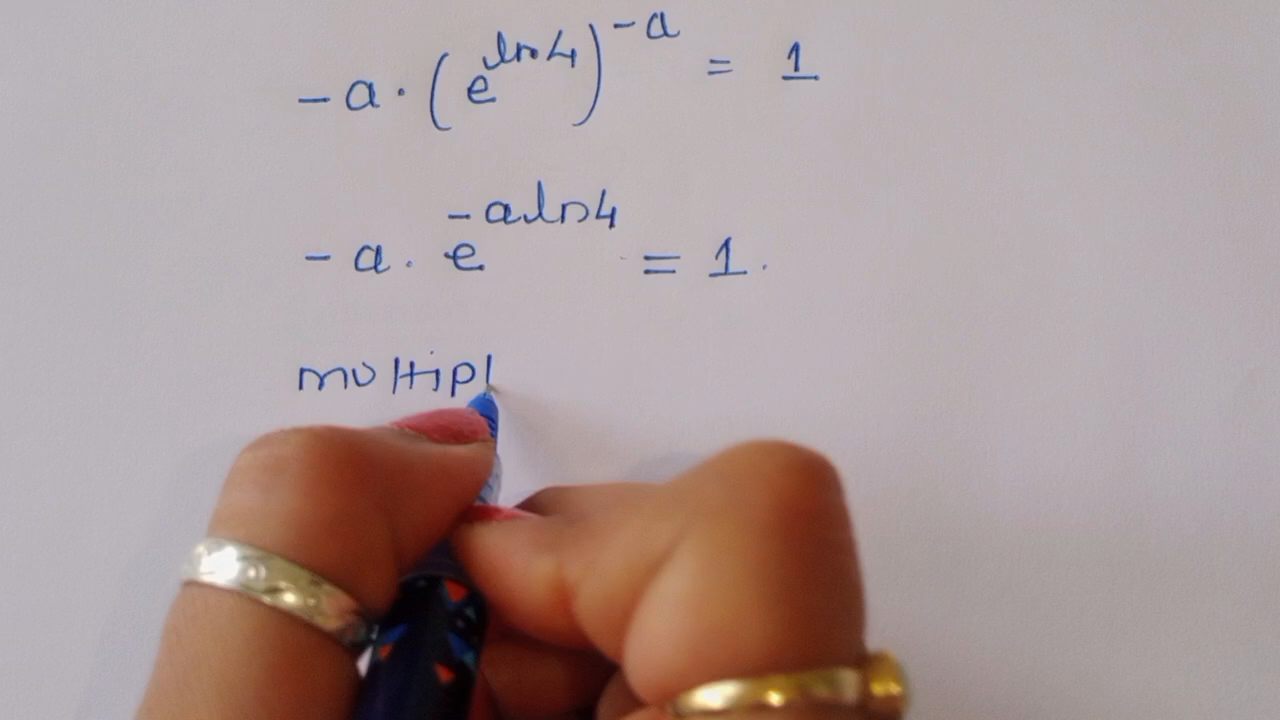 -a·(e^ln4)^-a = 1
-a. e^-aln4 = 1.
multipl